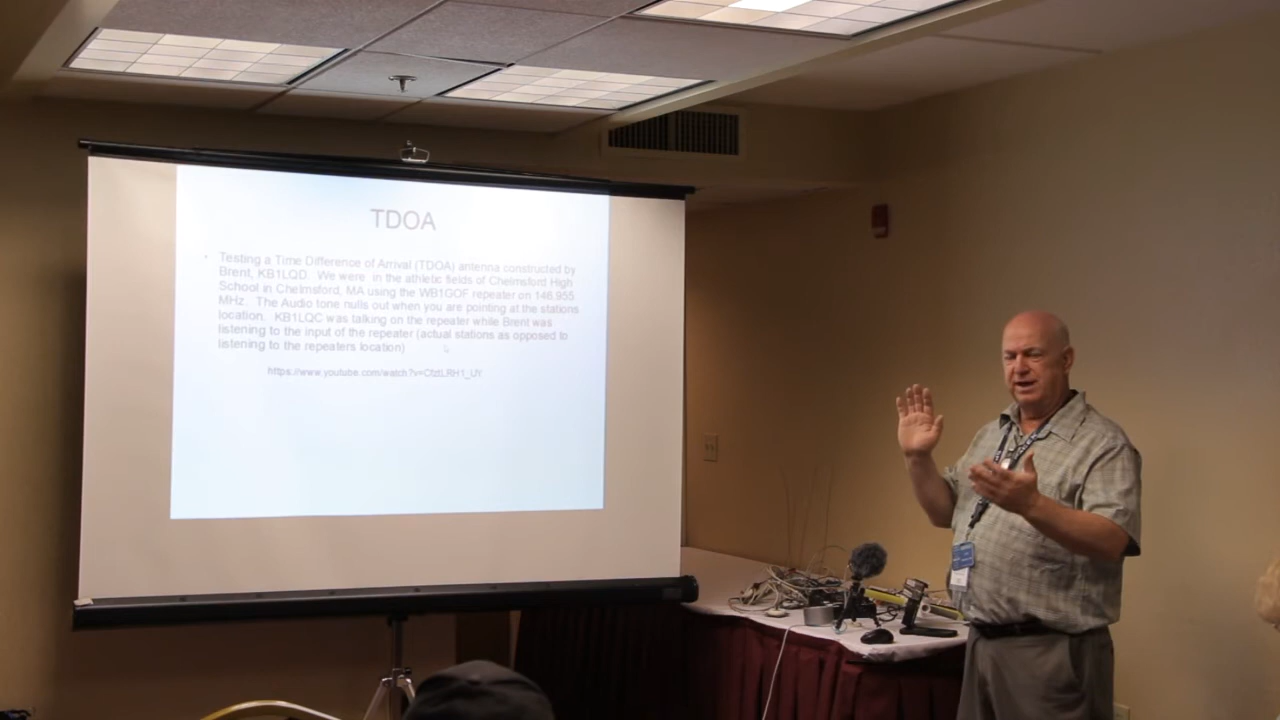 TDOA
• Testing a Time Difference of Arrival (TDOA) antenna constructed by
Brent, KB1LQD. We were in the athletic fields of Chelmsford High
School in Chelmsford, MA using the WB1GOF repeater on 146.955
MHz. The Audio tone nulls out when you are pointing at the stations
location. KB1LQC was talking on the repeater while Brent was
listening to the input of the repeater (actual stations as opposed to
listening to the repeaters location)